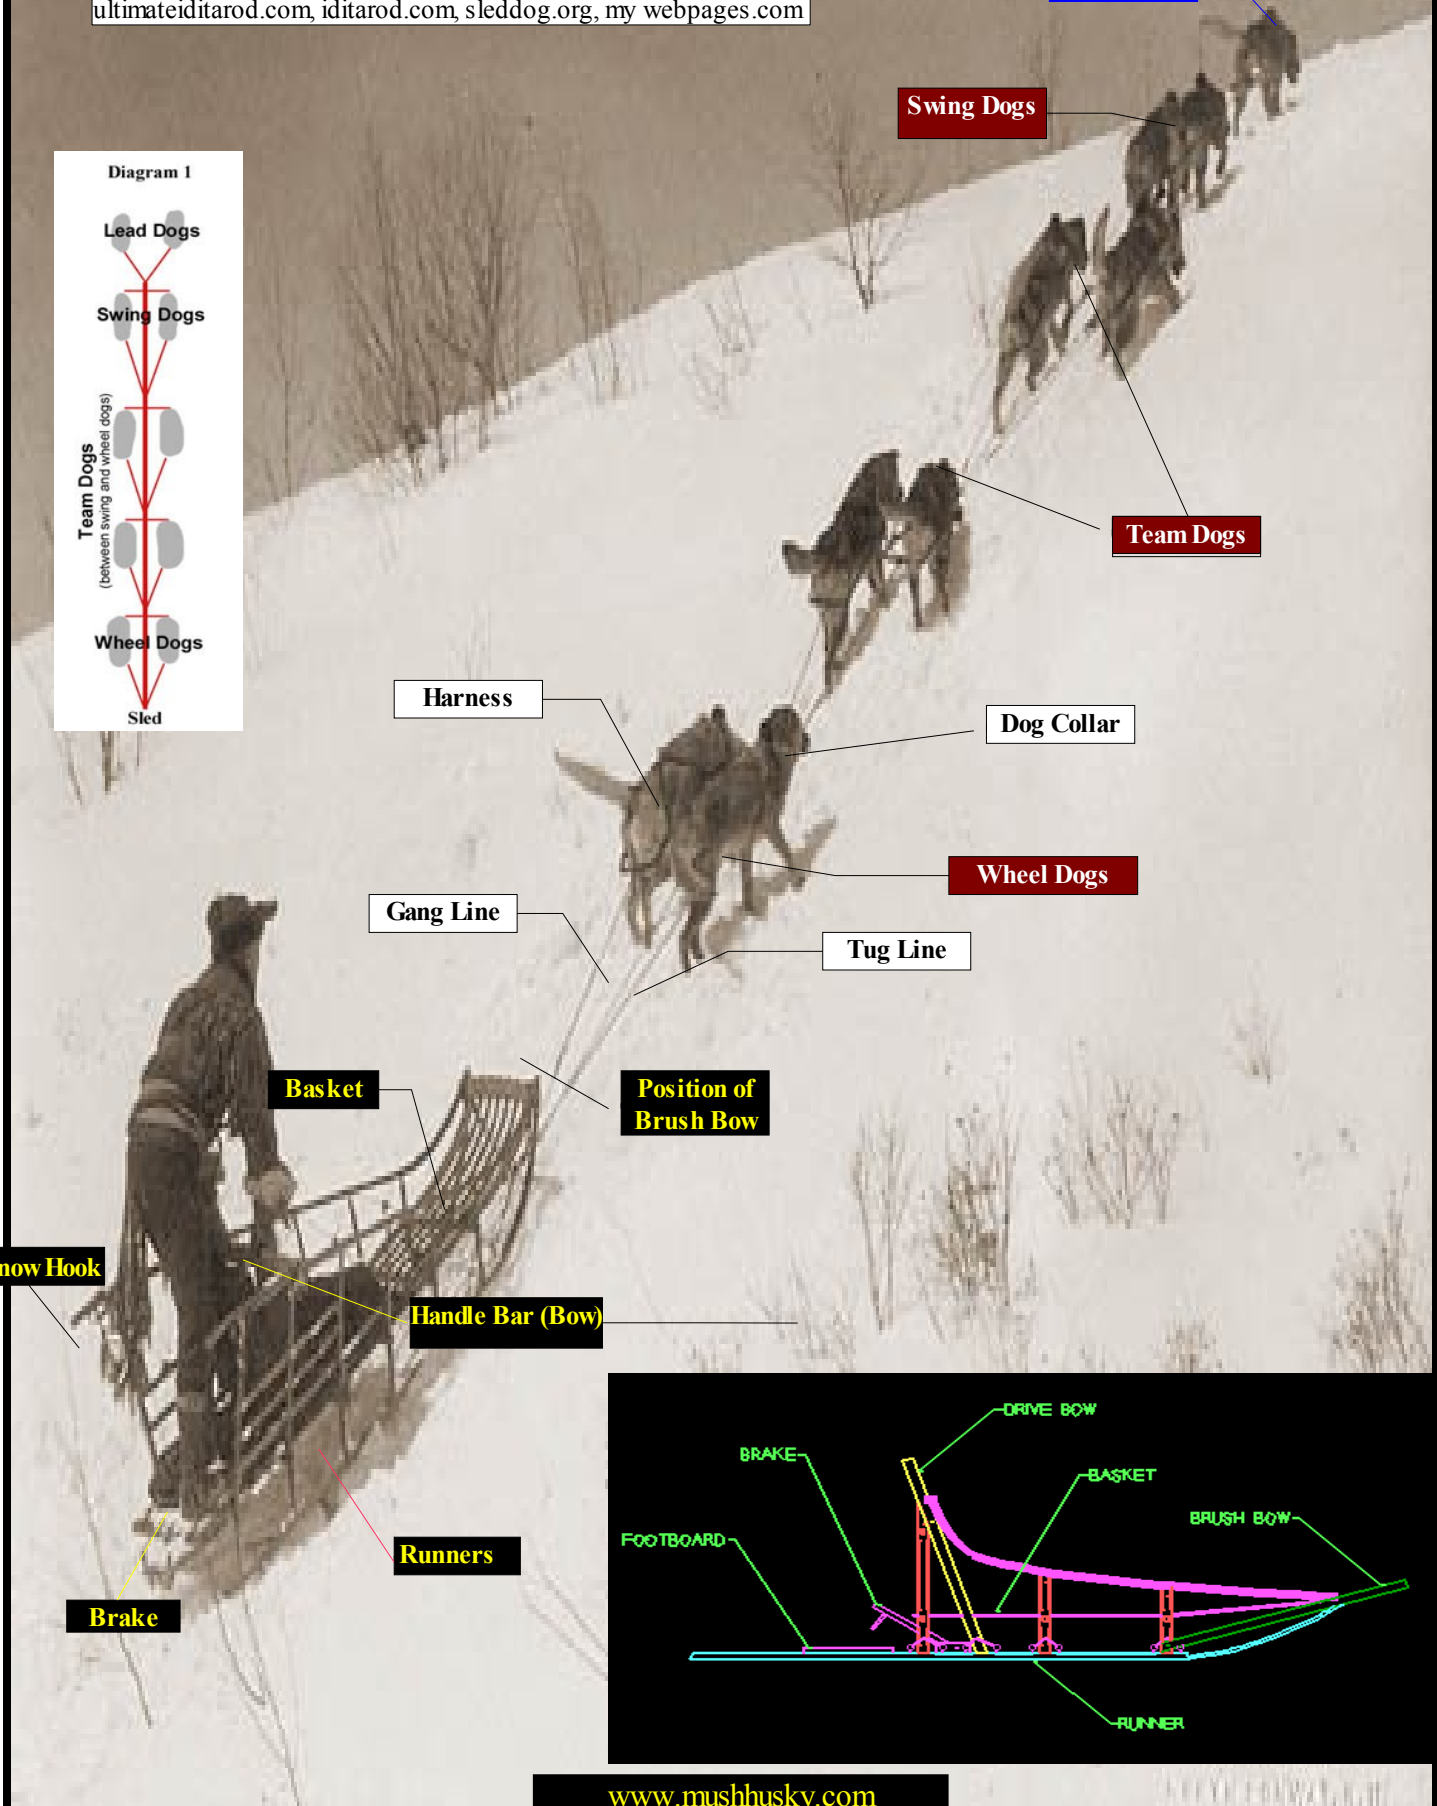 ultimateiditarod.com, iditarod.com, sleddog.org, my webpages.com
Swing Dogs
Diagram 1
Lead Dogs
Swing Dogs
Team Dogs
(between swing and wheel dogs)
Wheel Dogs
Sled
Team Dogs
Harness
Dog Collar
Wheel Dogs
Gang Line
Tug Line
Basket
Position of
Brush Bow
now Hook
Handle Bar (Bow)
DRIVE BOW
BRAKE
BASKET
BRUSH BOW
FOOTBOARD
RUNNER
Runners
Brake
www.mushhusky.com